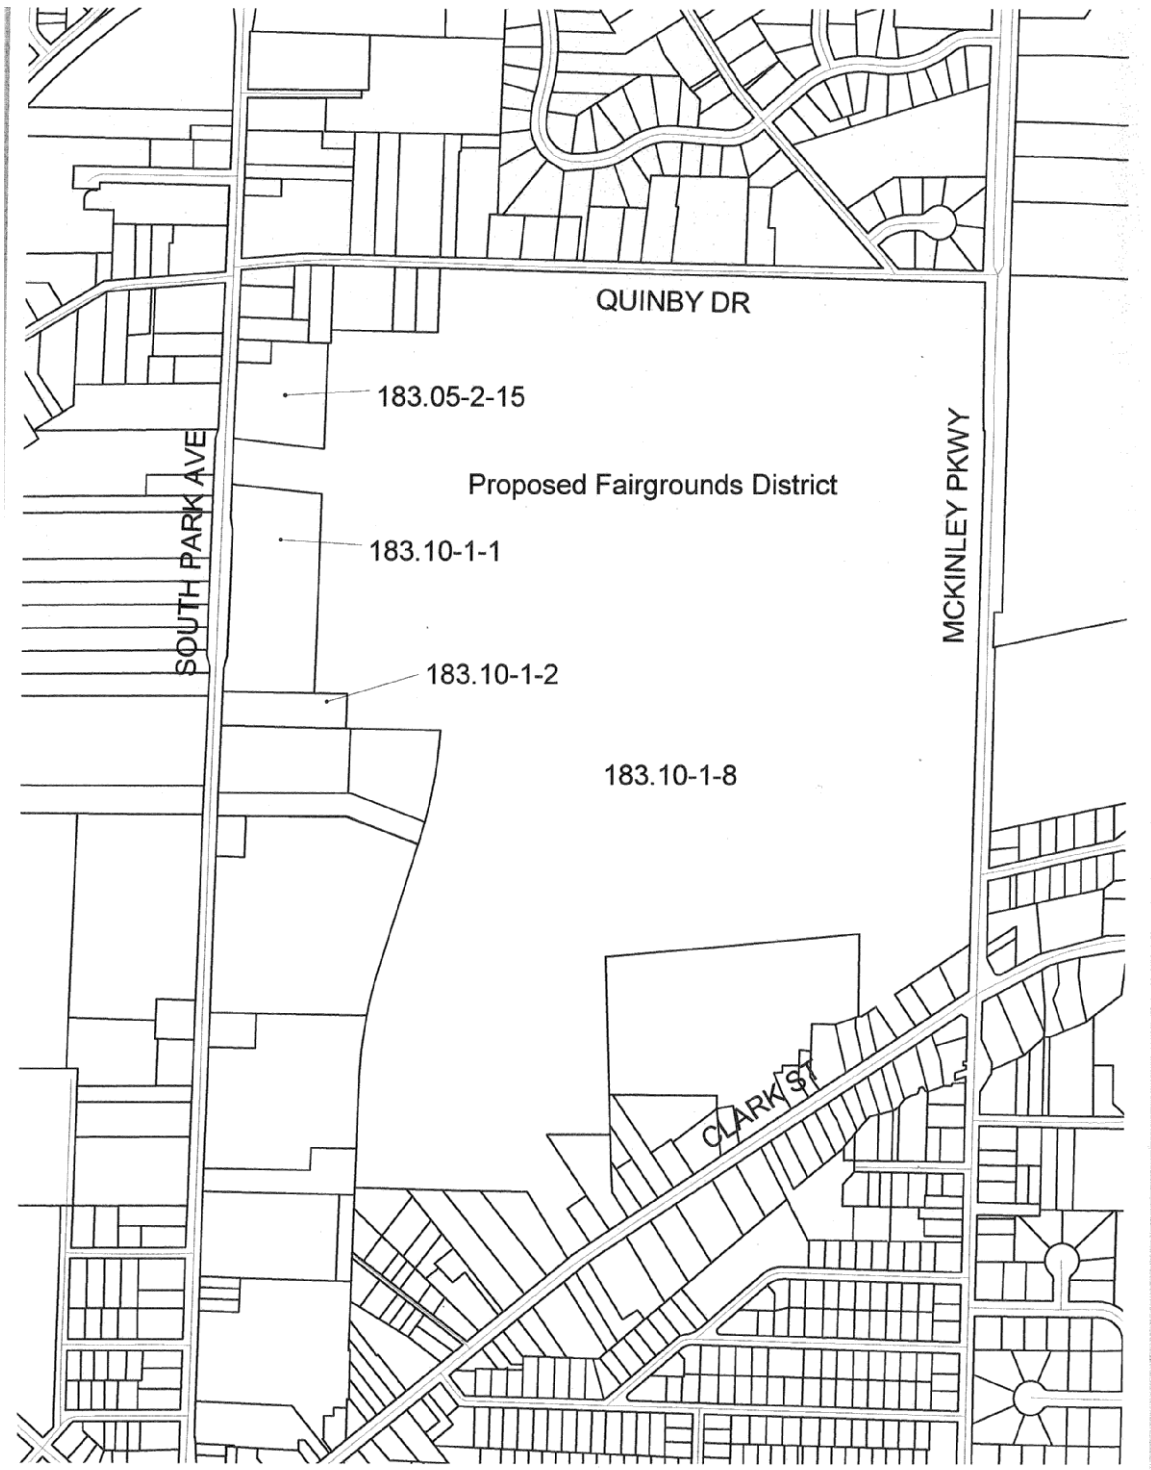 QUINBY DR
183.05-2-15
SOUTH PARK AVE
MCKINLEY PKWY
Proposed Fairgrounds District
183.10-1-1
183.10-1-2
183.10-1-8
CLARK ST